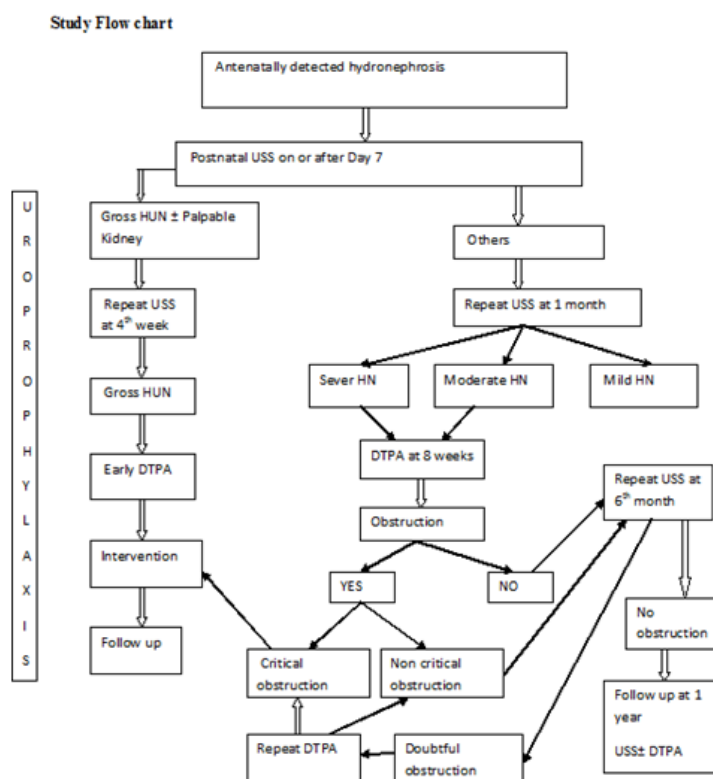 Study Flow chart
Antenatally detected hydronephrosis
Postnatal USS on or after Day 7
U
R
O
P
R
O
P
H
Y
L
A
X
I
S
Gross HUN ± Palpable
Kidney
Others
Repeat USS
at 4th week
Repeat USS at 1 month
Gross HUN
Sever HN
Moderate HN
Mild HN
Early DTPA
DTPA at 8 weeks
Repeat USS at
6th month
Obstruction
Intervention
YES
NO
Follow up
No
obstruction
Critical
obstruction
Non critical
obstruction
Follow up at 1
year
USS± DTPA
Repeat DTPA
Doubtful
obstruction